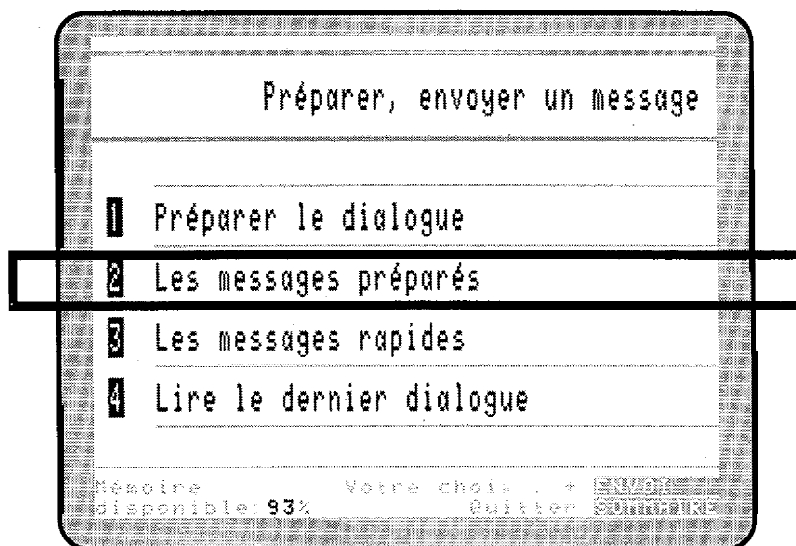 Préparer, envoyer un message
1 Préparer le dialogue
2 Les messages préparés
3 Les messages rapides
4 Lire le dernier dialogue
Mémoire Votre choix . + ENVOI
disponible: 93% Quitter SOMMAIRE